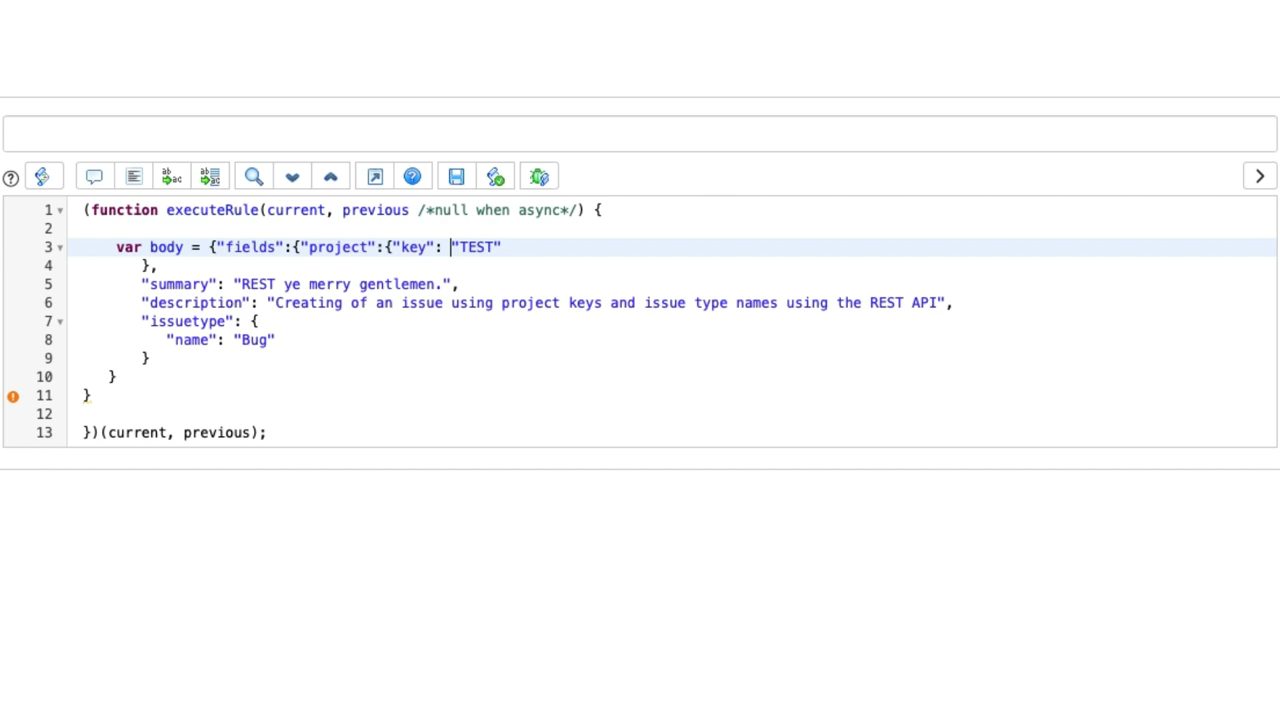 1 (function executeRule(current, previous /*null when async*/) {
2
3 var body = {"fields":{"project":{"key": "TEST"
4 },
5 "summary": "REST ye merry gentlemen.",
6 "description": "Creating of an issue using project keys and issue type names using the REST API",
7 "issuetype": {
8 "name": "Bug"
9 }
10 }
11 }
12
13 })(current, previous);